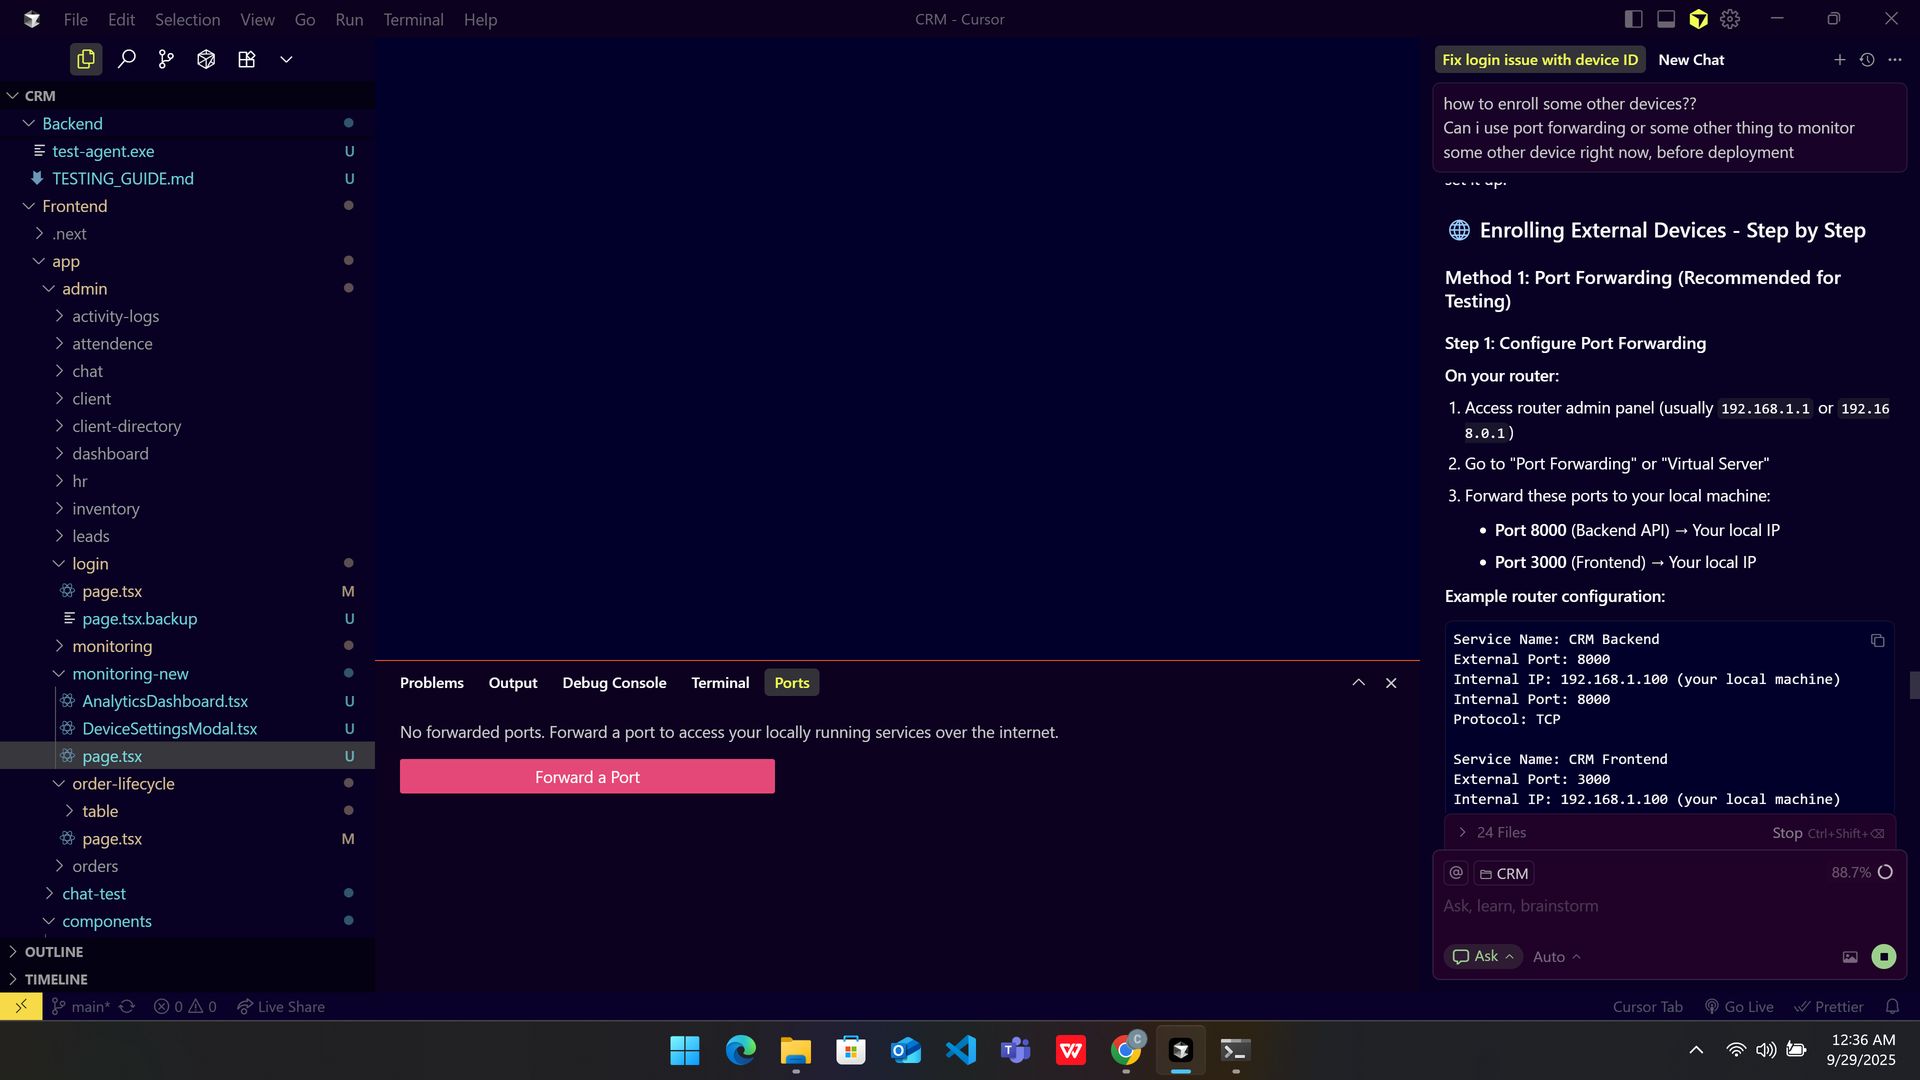 File Edit Selection View Go Run Terminal Help
CRM - Cursor
CRM
Backend
test-agent.exe U
TESTING_GUIDE.md U
Frontend
.next
app
admin
activity-logs
attendence
chat
client
client-directory
dashboard
hr
inventory
leads
login
page.tsx M
page.tsx.backup U
monitoring
monitoring-new
AnalyticsDashboard.tsx U
DeviceSettingsModal.tsx U
page.tsx U
order-lifecycle
table
page.tsx M
orders
chat-test
components
OUTLINE
TIMELINE
Problems Output Debug Console Terminal Ports
No forwarded ports. Forward a port to access your locally running services over the internet.
Forward a Port
Fix login issue with device ID New Chat
how to enroll some other devices??
Can i use port forwarding or some other thing to monitor
some other device right now, before deployment
set it up.
Enrolling External Devices - Step by Step
Method 1: Port Forwarding (Recommended for
Testing)
Step 1: Configure Port Forwarding
On your router:
1. Access router admin panel (usually 192.168.1.1 or 192.16
8.0.1)
2. Go to "Port Forwarding" or "Virtual Server"
3. Forward these ports to your local machine:
• Port 8000 (Backend API) → Your local IP
• Port 3000 (Frontend) → Your local IP
Example router configuration:
Service Name: CRM Backend
External Port: 8000
Internal IP: 192.168.1.100 (your local machine)
Internal Port: 8000
Protocol: TCP
Service Name: CRM Frontend
External Port: 3000
Internal IP: 192.168.1.100 (your local machine)
24 Files Stop Ctrl+Shift+⌫
@ CRM 88.7%
Ask, learn, brainstorm
Ask Auto
main* 0 0 Live Share
Cursor Tab Go Live Prettier
12:36 AM
9/29/2025